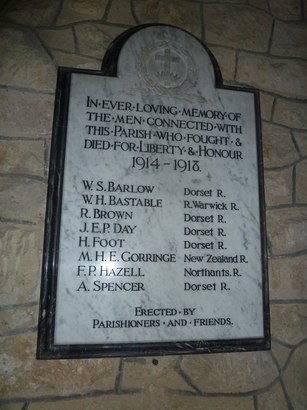 IN·EVER·LOVING·MEMORY·OF
THE·MEN·CONNECTED·WITH
THIS·PARISH·WHO·FOUGHT·&
DIED·FOR·LIBERTY·&·HONOUR
1914–1918.
W. S. BARLOW Dorset R.
W. H. BASTABLE R. Warwick R.
R. BROWN Dorset R.
J. E. P. DAY Dorset R.
H. FOOT Dorset R.
M. H. E. GORRINGE New Zealand R.
F. P. HAZELL Northants. R.
A. SPENCER Dorset R.
ERECTED·BY
PARISHIONERS·AND·FRIENDS.